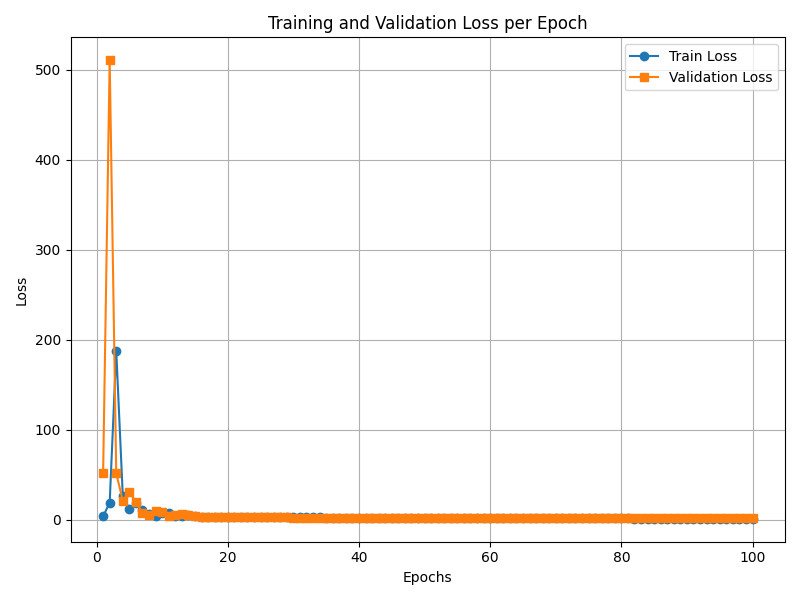 Training and Validation Loss per Epoch
Train Loss
Validation Loss
500
400
300
200
100
0
Loss
0 20 40 60 80 100
Epochs